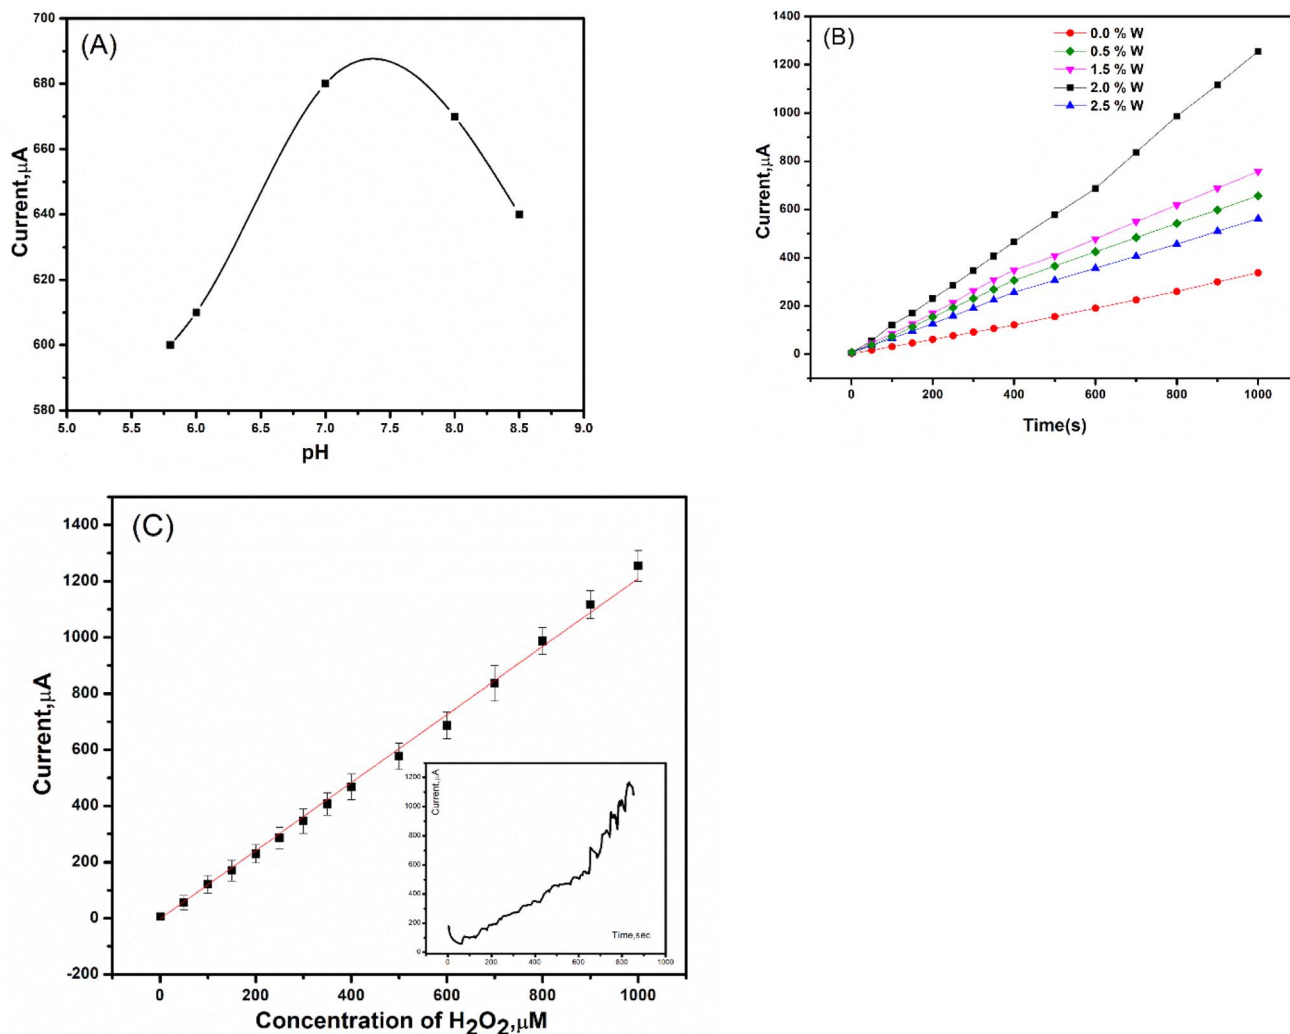 (A)
700
680
660
640
620
600
580
Current,μA
5.0 5.5 6.0 6.5 7.0 7.5 8.0 8.5 9.0
pH
(B)
0.0 % W
0.5 % W
1.5 % W
2.0 % W
2.5 % W
1400
1200
1000
800
600
400
200
0
Current,μA
0 200 400 600 800 1000
Time(s)
(C)
1400
1200
1000
800
600
400
200
0
-200
Current,μA
0 200 400 600 800 1000
Concentration of H₂O₂,μM
1200
1000
800
600
400
200
0
Current,μA
Time,sec
0 200 400 600 800 1000